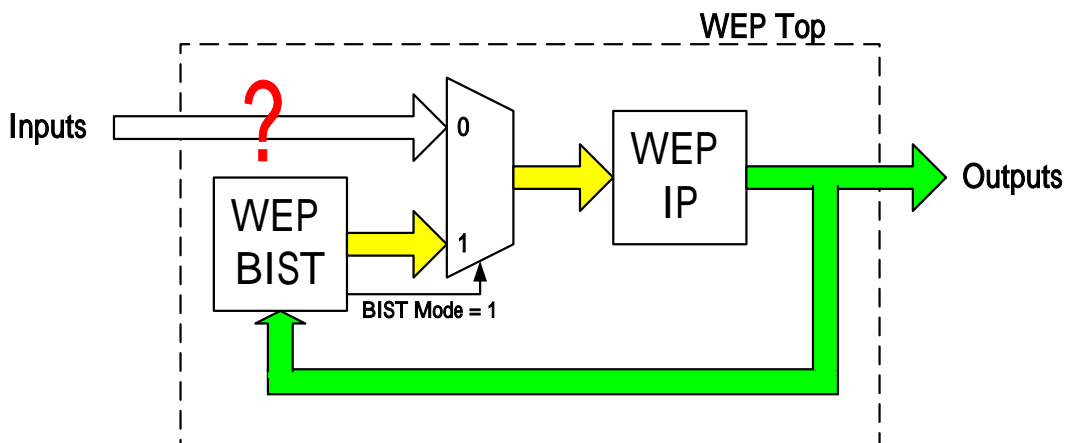 WEP Top
Inputs
?
0
WEP
IP
Outputs
WEP
BIST
1
BIST Mode = 1